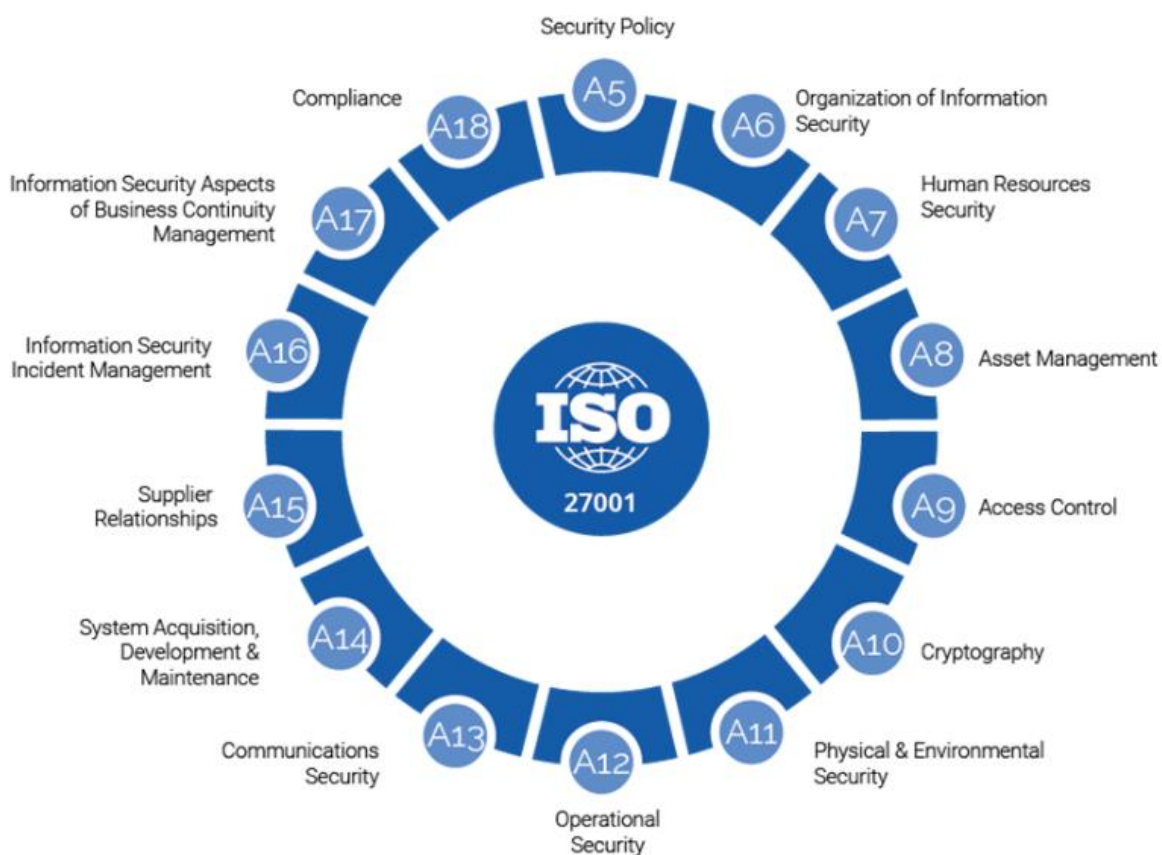 Security Policy
A5
Organization of Information
Security
A6
Human Resources
Security
A7
A8
Asset Management
A9
Access Control
A10
Cryptography
A11
Physical & Environmental
Security
A12
Operational
Security
A13
Communications
Security
A14
System Acquisition,
Development &
Maintenance
A15
Supplier
Relationships
A16
Information Security
Incident Management
A17
Information Security Aspects
of Business Continuity
Management
A18
Compliance
ISO
27001